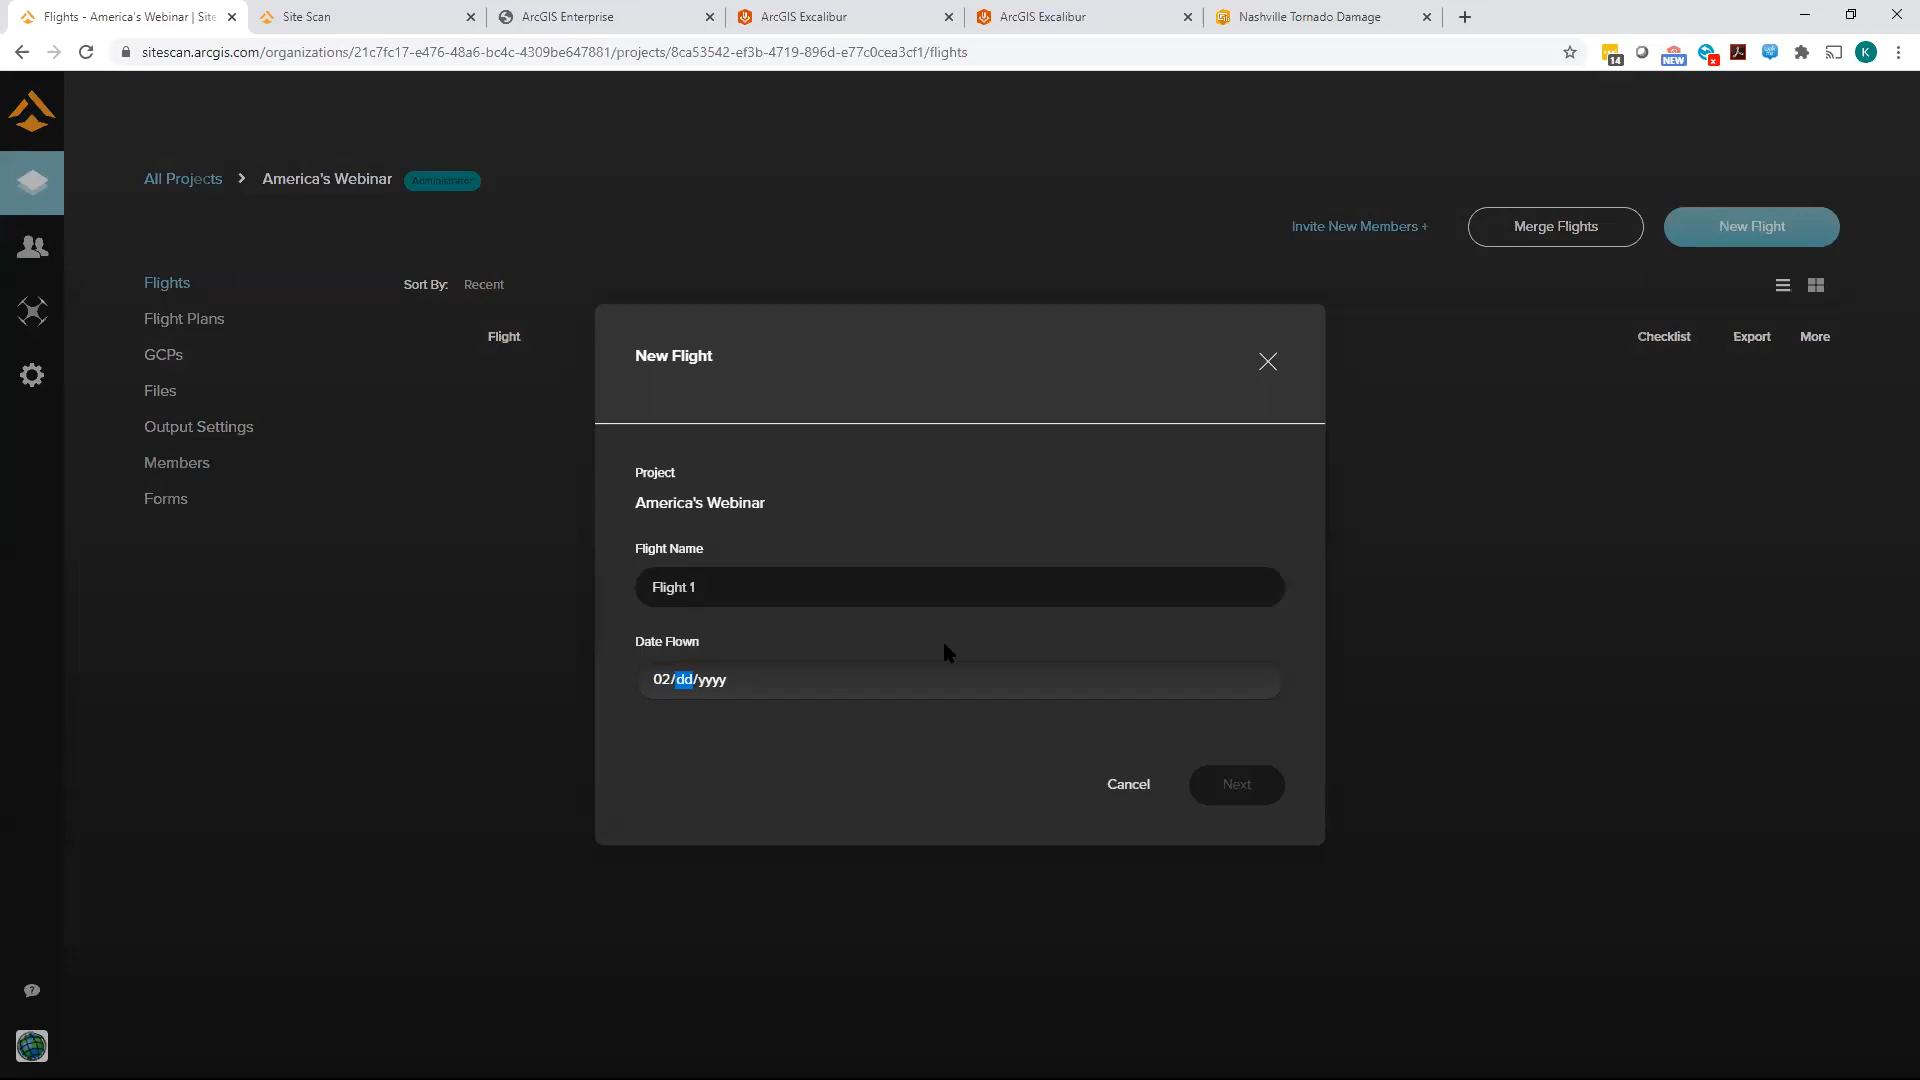 Flights - America's Webinar | Site
Site Scan
ArcGIS Enterprise
ArcGIS Excalibur
ArcGIS Excalibur
Nashville Tornado Damage
sitescan.arcgis.com/organizations/21c7fc17-e476-48a6-bc4c-4309be647881/projects/8ca53542-ef3b-4719-896d-e77c0cea3cf1/flights
14
NEW
K
All Projects > America's Webinar Administrator
Invite New Members +
Merge Flights
New Flight
Flights
Flight Plans
GCPs
Files
Output Settings
Members
Forms
Sort By: Recent
Flight
Checklist
Export
More
New Flight
Project
America's Webinar
Flight Name
Flight 1
Date Flown
02/dd/yyyy
Cancel
Next